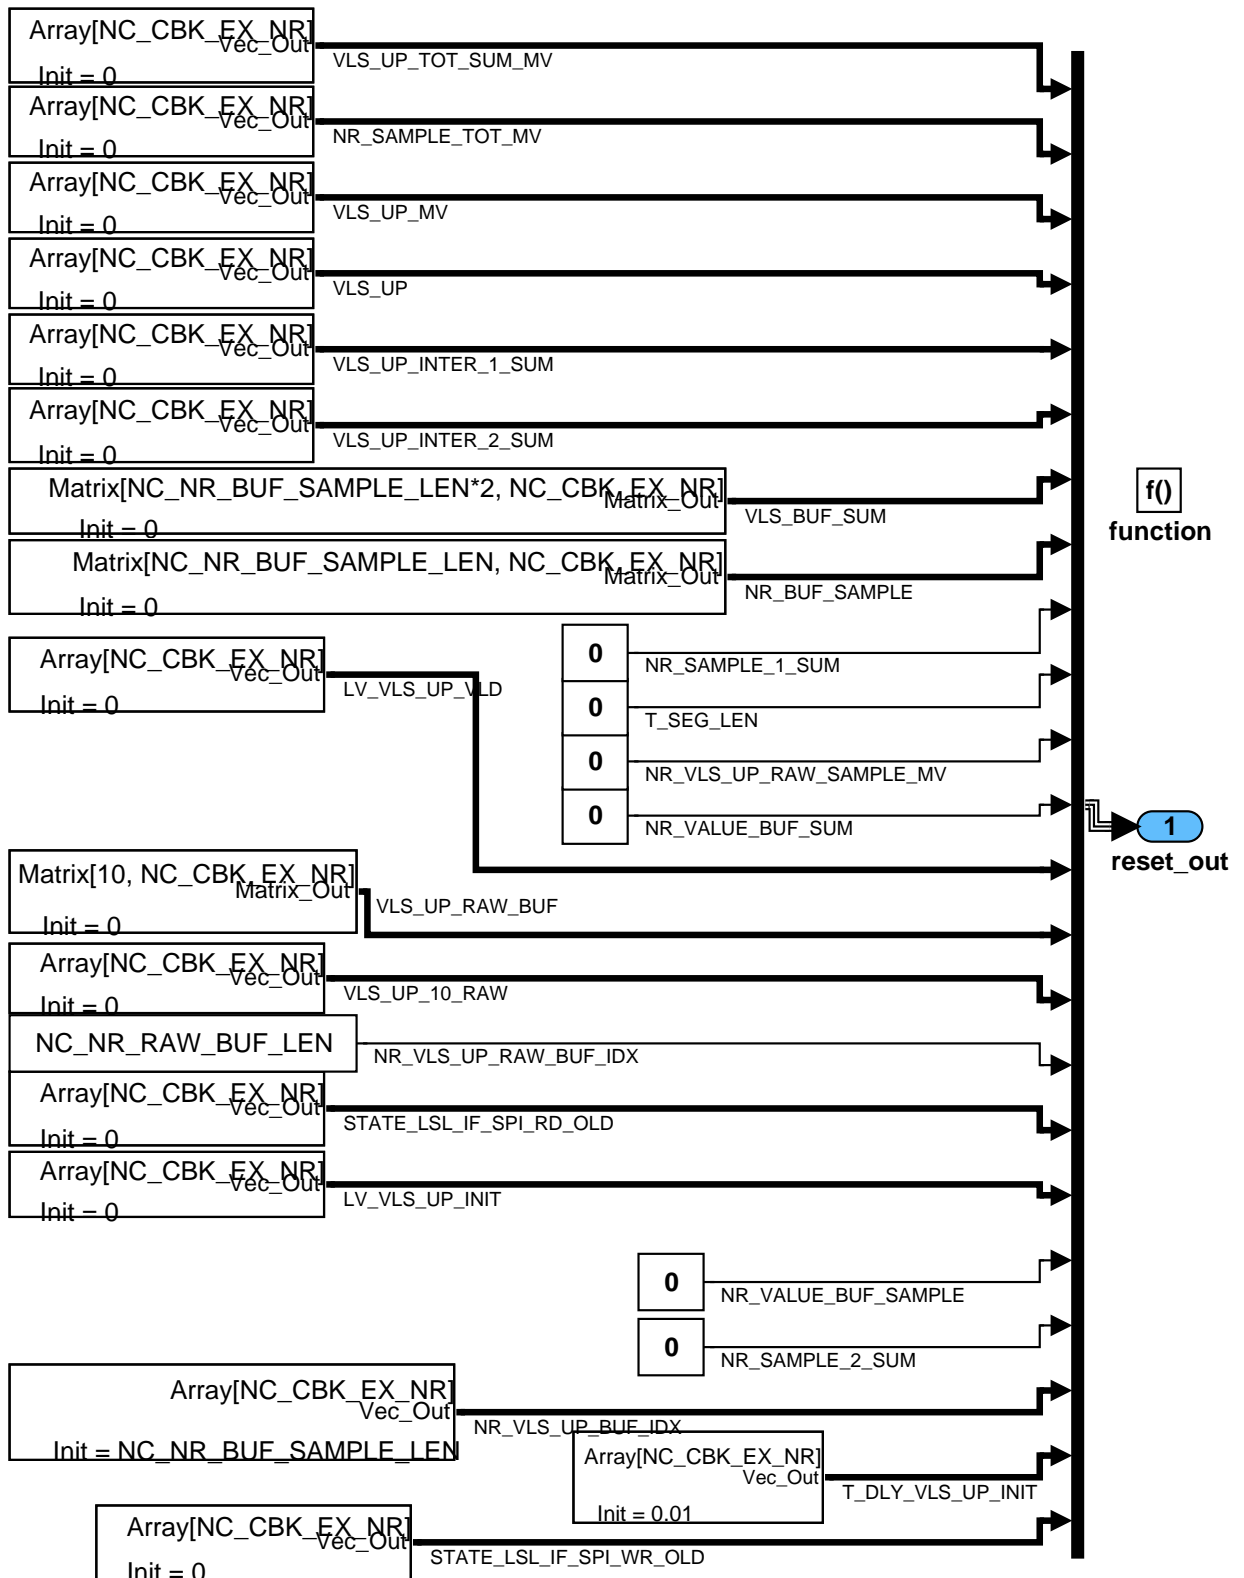 Array[NC_CBK_EX_NR]
Vec_Out
Init = 0
VLS_UP_TOT_SUM_MV
Array[NC_CBK_EX_NR]
Vec_Out
Init = 0
NR_SAMPLE_TOT_MV
Array[NC_CBK_EX_NR]
Vec_Out
Init = 0
VLS_UP_MV
Array[NC_CBK_EX_NR]
Vec_Out
Init = 0
VLS_UP
Array[NC_CBK_EX_NR]
Vec_Out
Init = 0
VLS_UP_INTER_1_SUM
Array[NC_CBK_EX_NR]
Vec_Out
Init = 0
VLS_UP_INTER_2_SUM
Matrix[NC_NR_BUF_SAMPLE_LEN*2, NC_CBK_EX_NR]
Matrix_Out
Init = 0
VLS_BUF_SUM
f()
function
Matrix[NC_NR_BUF_SAMPLE_LEN, NC_CBK_EX_NR]
Matrix_Out
Init = 0
NR_BUF_SAMPLE
0
NR_SAMPLE_1_SUM
Array[NC_CBK_EX_NR]
Vec_Out
Init = 0
LV_VLS_UP_VLD
0
T_SEG_LEN
0
NR_VLS_UP_RAW_SAMPLE_MV
0
NR_VALUE_BUF_SUM
1
reset_out
Matrix[10, NC_CBK_EX_NR]
Matrix_Out
Init = 0
VLS_UP_RAW_BUF
Array[NC_CBK_EX_NR]
Vec_Out
Init = 0
VLS_UP_10_RAW
NC_NR_RAW_BUF_LEN
NR_VLS_UP_RAW_BUF_IDX
Array[NC_CBK_EX_NR]
Vec_Out
Init = 0
STATE_LSL_IF_SPI_RD_OLD
Array[NC_CBK_EX_NR]
Vec_Out
Init = 0
LV_VLS_UP_INIT
0
NR_VALUE_BUF_SAMPLE
0
NR_SAMPLE_2_SUM
Array[NC_CBK_EX_NR]
Vec_Out
Init = NC_NR_BUF_SAMPLE_LEN
NR_VLS_UP_BUF_IDX
Array[NC_CBK_EX_NR]
Vec_Out
Init = 0.01
T_DLY_VLS_UP_INIT
Array[NC_CBK_EX_NR]
Vec_Out
Init = 0
STATE_LSL_IF_SPI_WR_OLD